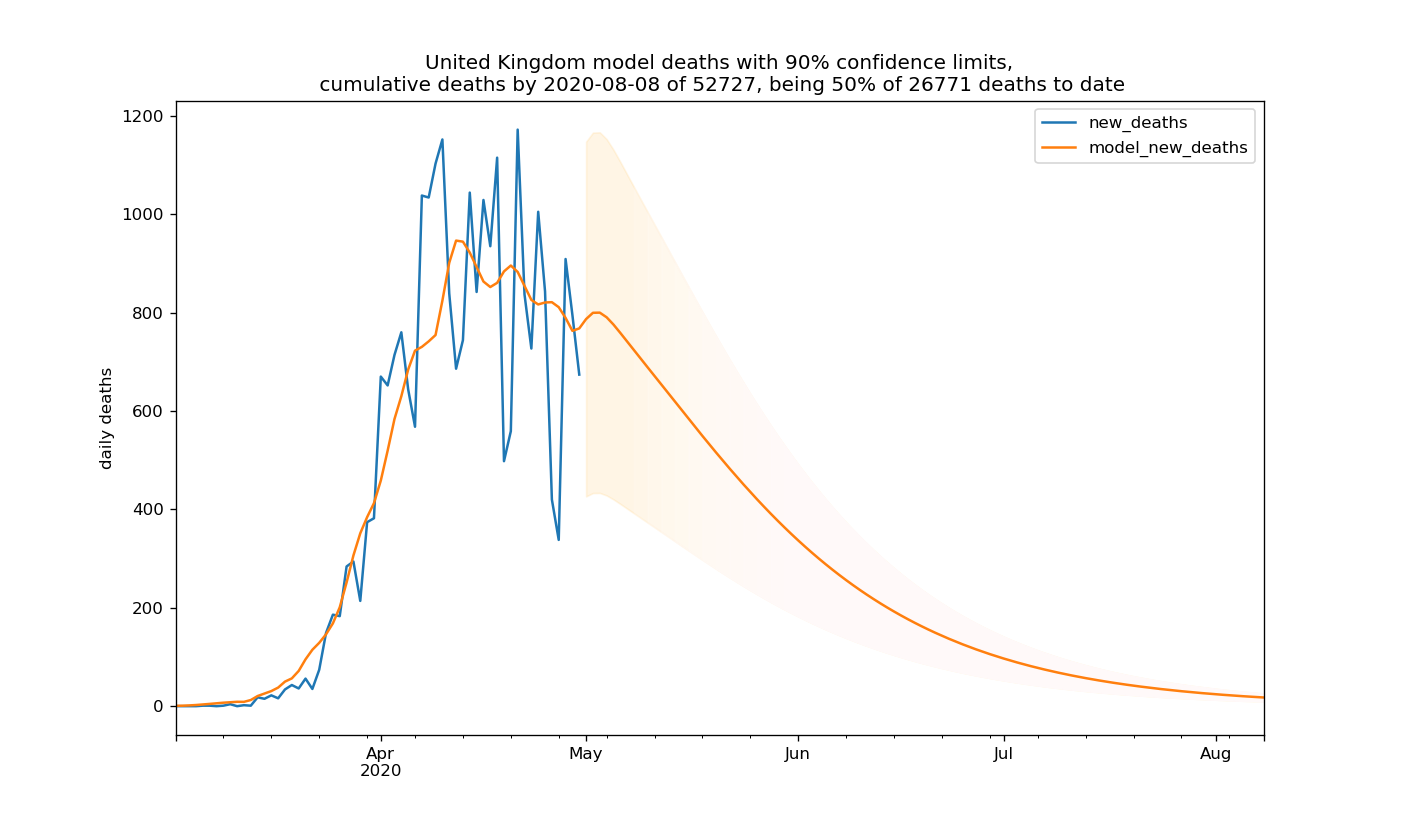 United Kingdom model deaths with 90% confidence limits,
cumulative deaths by 2020-08-08 of 52727, being 50% of 26771 deaths to date
new_deaths
model_new_deaths
daily deaths
1200
1000
800
600
400
200
0
Apr
2020
May
Jun
Jul
Aug